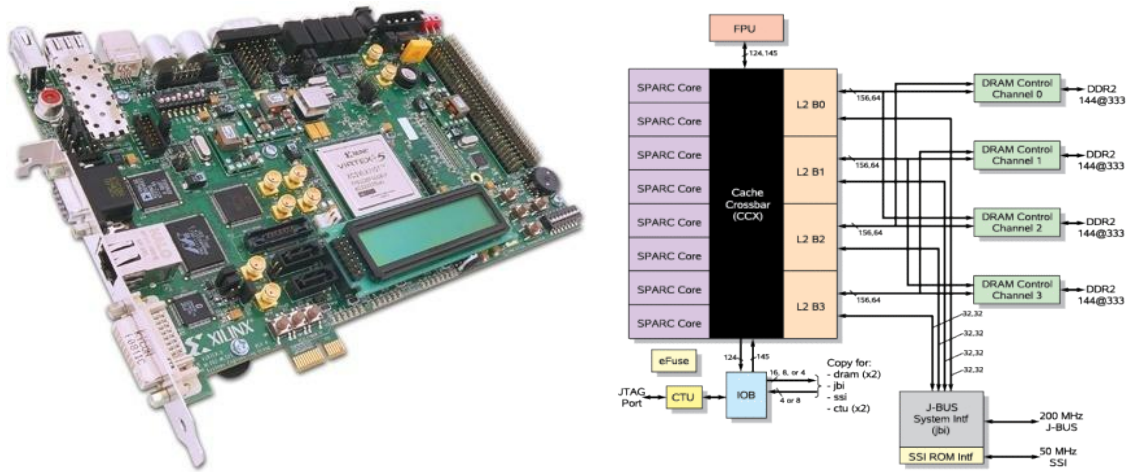 XILINX
VIRTEX-5
XILINX
FPU
124,145
SPARC Core
SPARC Core
SPARC Core
SPARC Core
SPARC Core
SPARC Core
SPARC Core
SPARC Core
Cache
Crossbar
(CCX)
L2 B0
L2 B1
L2 B2
L2 B3
156,64
156,64
156,64
156,64
DRAM Control
Channel 0
DDR2
144@333
DRAM Control
Channel 1
DDR2
144@333
DRAM Control
Channel 2
DDR2
144@333
DRAM Control
Channel 3
DDR2
144@333
32,32
32,32
32,32
32,32
eFuse
124
145
JTAG
Port
CTU
IOB
16, 8, or 4
4 or 8
Copy for:
- dram (x2)
- jbi
- ssi
- ctu (x2)
J-BUS
System Intf
(jbi)
SSI ROM Intf
200 MHz
J-BUS
50 MHz
SSI